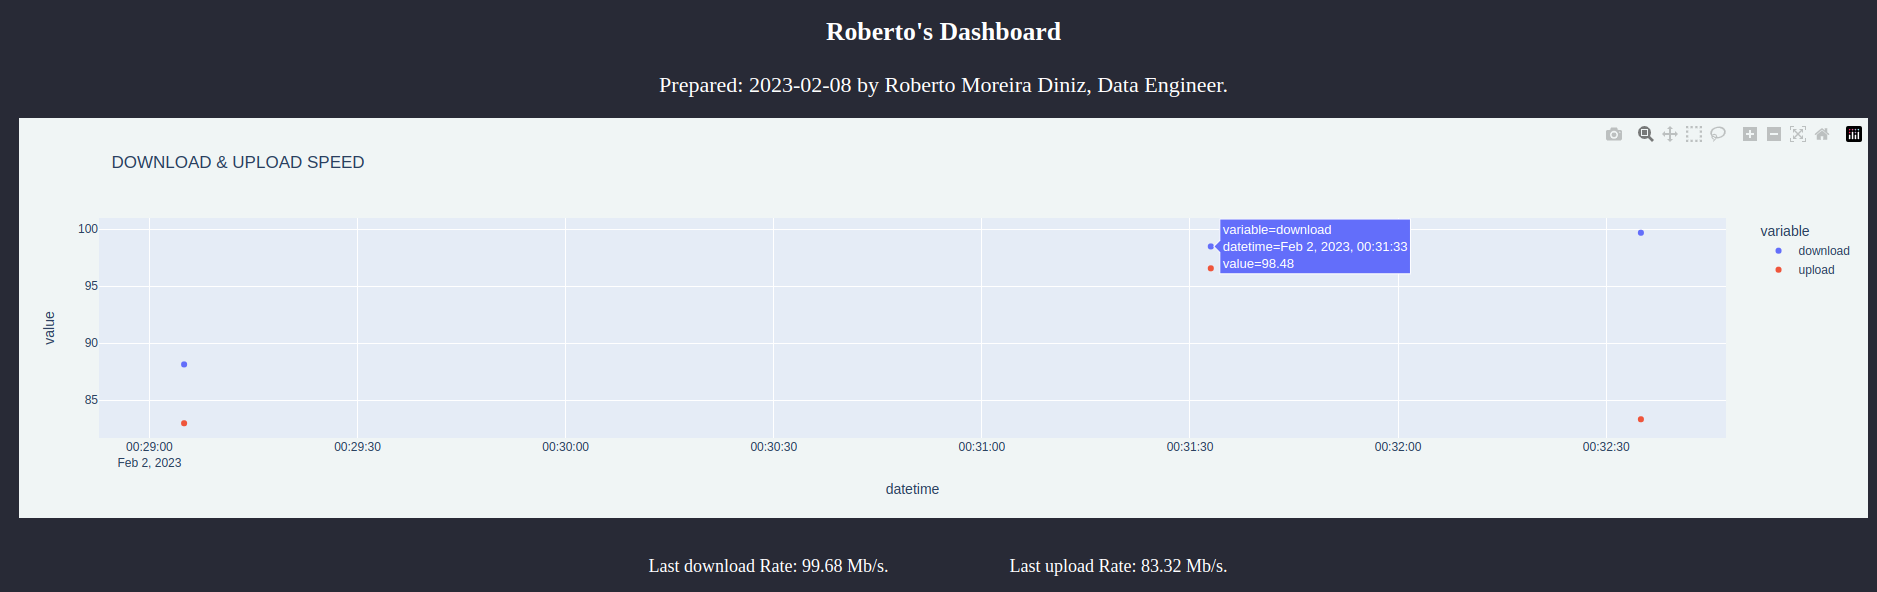 Roberto's Dashboard
Prepared: 2023-02-08 by Roberto Moreira Diniz, Data Engineer.
DOWNLOAD & UPLOAD SPEED
100
95
90
85
value
variable=download
datetime=Feb 2, 2023, 00:31:33
value=98.48
variable
download
upload
00:29:00 00:29:30 00:30:00 00:30:30 00:31:00 00:31:30 00:32:00 00:32:30
Feb 2, 2023
datetime
Last download Rate: 99.68 Mb/s. Last upload Rate: 83.32 Mb/s.